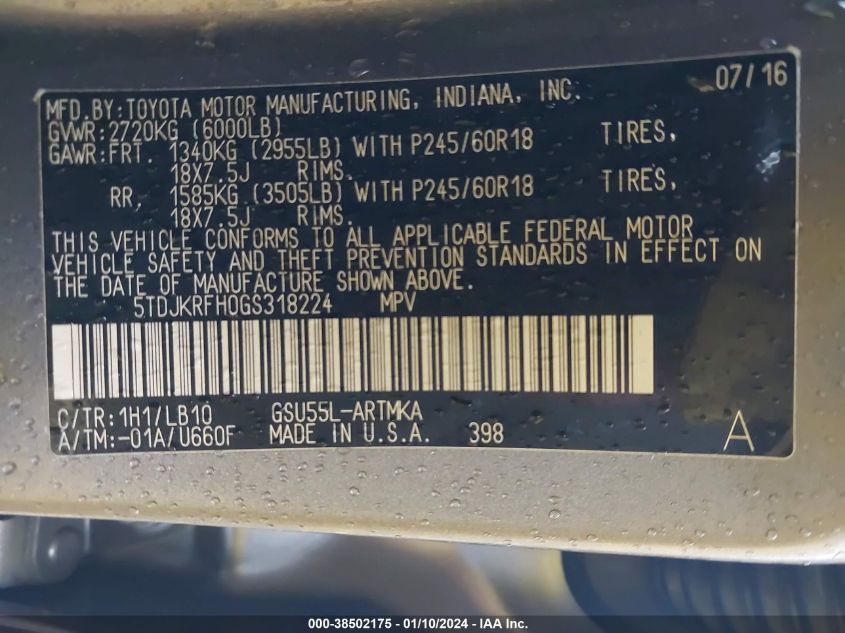 07/16
MFD.BY:TOYOTA MOTOR MANUFACTURING, INDIANA, INC.
GVWR:2720KG (6000LB)
GAWR:FRT. 1340KG (2955LB) WITH P245/60R18 TIRES,
18X7.5J RIMS.
RR, 1585KG (3505LB) WITH P245/60R18 TIRES,
18X7.5J RIMS.
THIS VEHICLE CONFORMS TO ALL APPLICABLE FEDERAL MOTOR
VEHICLE SAFETY AND THEFT PREVENTION STANDARDS IN EFFECT ON
THE DATE OF MANUFACTURE SHOWN ABOVE.
5TDJKRFH0GS318224 MPV
C/TR:1H1/LB10 GSU55L-ARTMKA
A/TM:-01A/U660F MADE IN U.S.A. 398
A
000-38502175 - 01/10/2024 - IAA Inc.